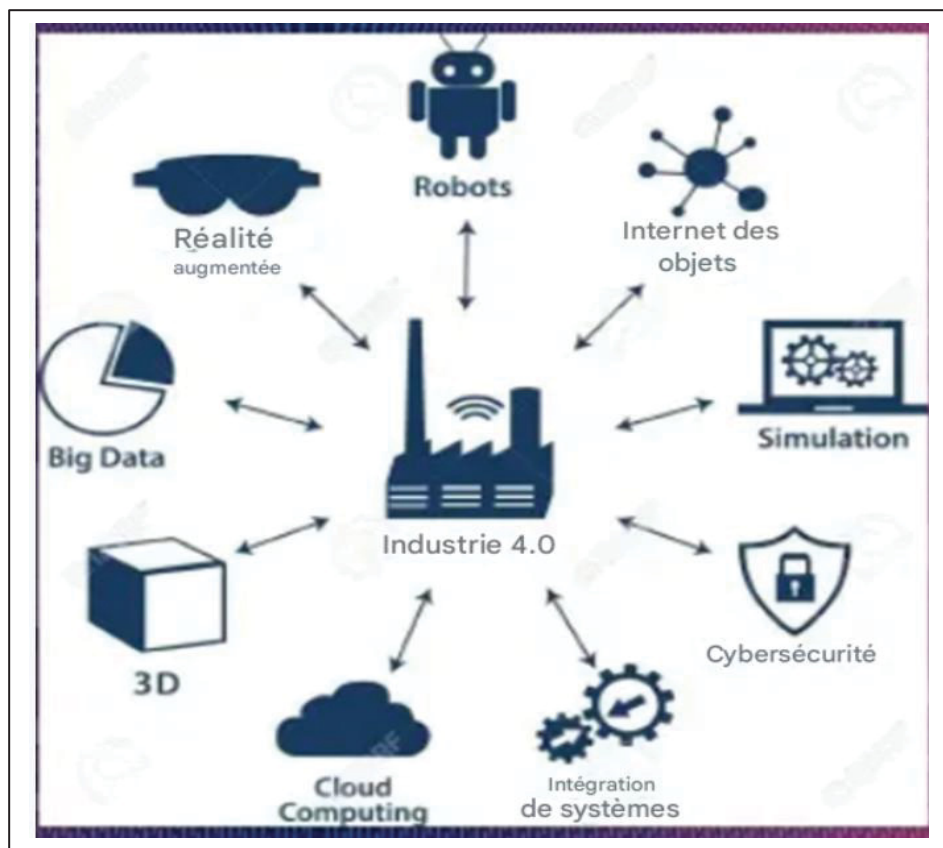 Robots
Réalité
augmentée
Internet des
objets
Big Data
Simulation
Industrie 4.0
3D
Cybersécurité
Cloud
Computing
Intégration
de systèmes